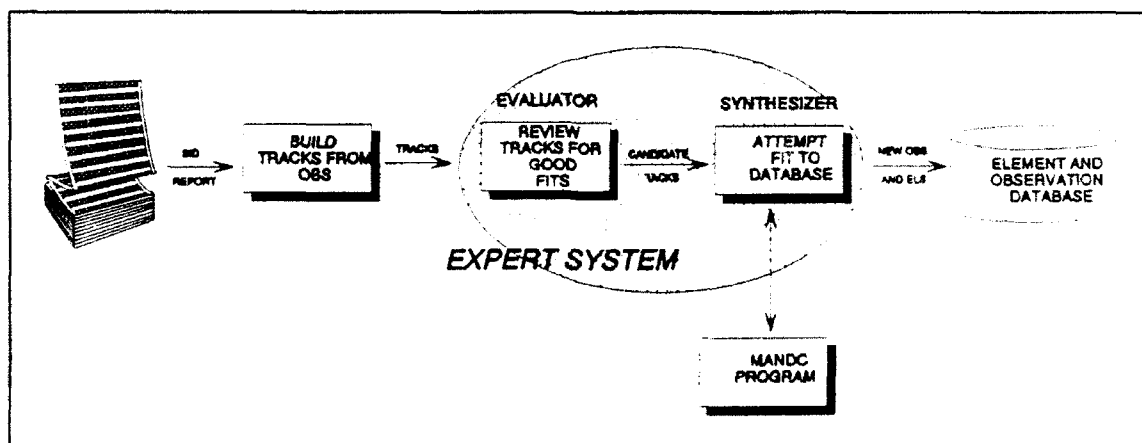 SID
REPORT
BUILD
TRACKS FROM
OBS
TRACKS
EVALUATOR
REVIEW
TRACKS FOR
GOOD
FITS
CANDIDATE
TACKS
SYNTHESIZER
ATTEMPT
FIT TO
DATABASE
NEW OBS
AND ELS
ELEMENT AND
OBSERVATION
DATABASE
EXPERT SYSTEM
MANDC
PROGRAM